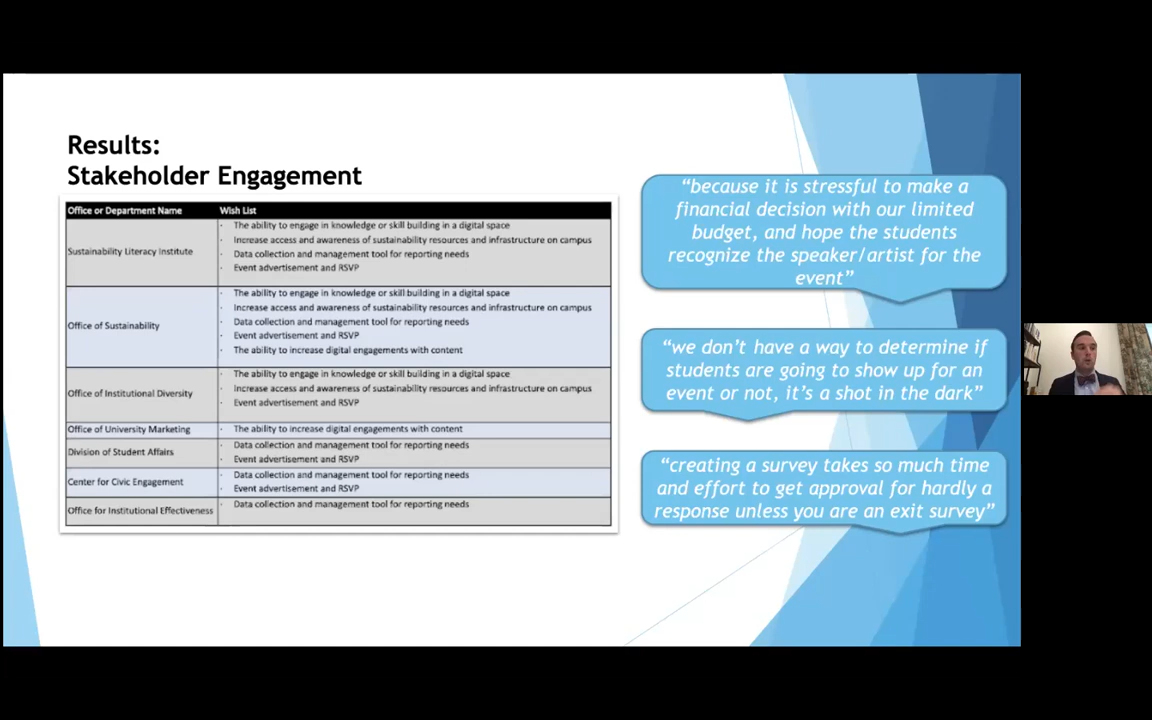 Results:
Stakeholder Engagement
Office or Department Name Wish List
Sustainability Literacy Institute
· The ability to engage in knowledge or skill building in a digital space
· Increase access and awareness of sustainability resources and infrastructure on campus
· Data collection and management tool for reporting needs
· Event advertisement and RSVP
Office of Sustainability
· The ability to engage in knowledge or skill building in a digital space
· Increase access and awareness of sustainability resources and infrastructure on campus
· Data collection and management tool for reporting needs
· Event advertisement and RSVP
· The ability to increase digital engagements with content
Office of Institutional Diversity
· The ability to engage in knowledge or skill building in a digital space
· Increase access and awareness of sustainability resources and infrastructure on campus
· Event advertisement and RSVP
Office of University Marketing
· The ability to increase digital engagements with content
Division of Student Affairs
· Data collection and management tool for reporting needs
· Event advertisement and RSVP
Center for Civic Engagement
· Data collection and management tool for reporting needs
· Event advertisement and RSVP
Office for Institutional Effectiveness
· Data collection and management tool for reporting needs
“because it is stressful to make a
financial decision with our limited
budget, and hope the students
recognize the speaker/artist for the
event”
“we don’t have a way to determine if
students are going to show up for an
event or not, it’s a shot in the dark”
“creating a survey takes so much time
and effort to get approval for hardly a
response unless you are an exit survey”